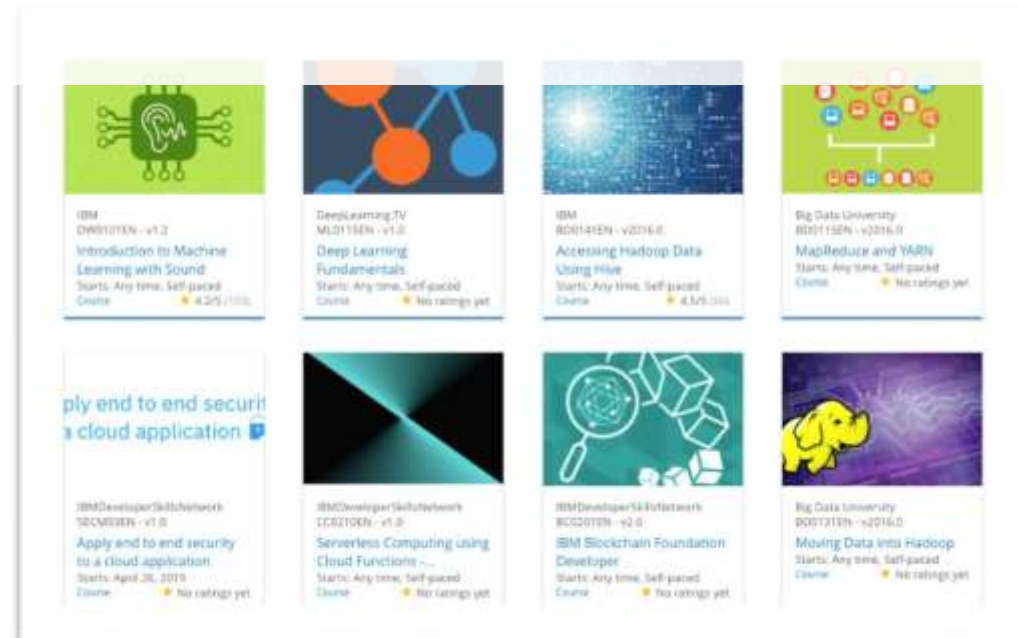 IBM
DW0101EN - v1.2
Introduction to Machine
Learning with Sound
Starts: Any time, Self-paced
Course
4.2/5
DeepLearning.TV
ML0115EN - v1.0
Deep Learning
Fundamentals
Starts: Any time, Self-paced
Course
No ratings yet
IBM
BD0141EN - v2016.0
Accessing Hadoop Data
Using Hive
Starts: Any time, Self-paced
Course
4.5/5
Big Data University
BD0115EN - v2016.0
MapReduce and YARN
Starts: Any time, Self-paced
Course
No ratings yet
ply end to end securit
a cloud application
IBMDeveloperSkillsNetwork
SECM03EN - v1.0
Apply end to end security
to a cloud application
Starts: April 26, 2019
Course
No ratings yet
IBMDeveloperSkillsNetwork
CC0210EN - v1.0
Serverless Computing using
Cloud Functions -...
Starts: Any time, Self-paced
Course
No ratings yet
IBMDeveloperSkillsNetwork
BC0201EN - v2.0
IBM Blockchain Foundation
Developer
Starts: Any time, Self-paced
Course
No ratings yet
Big Data University
BD0131EN - v2016.0
Moving Data into Hadoop
Starts: Any time, Self-paced
Course
No ratings yet